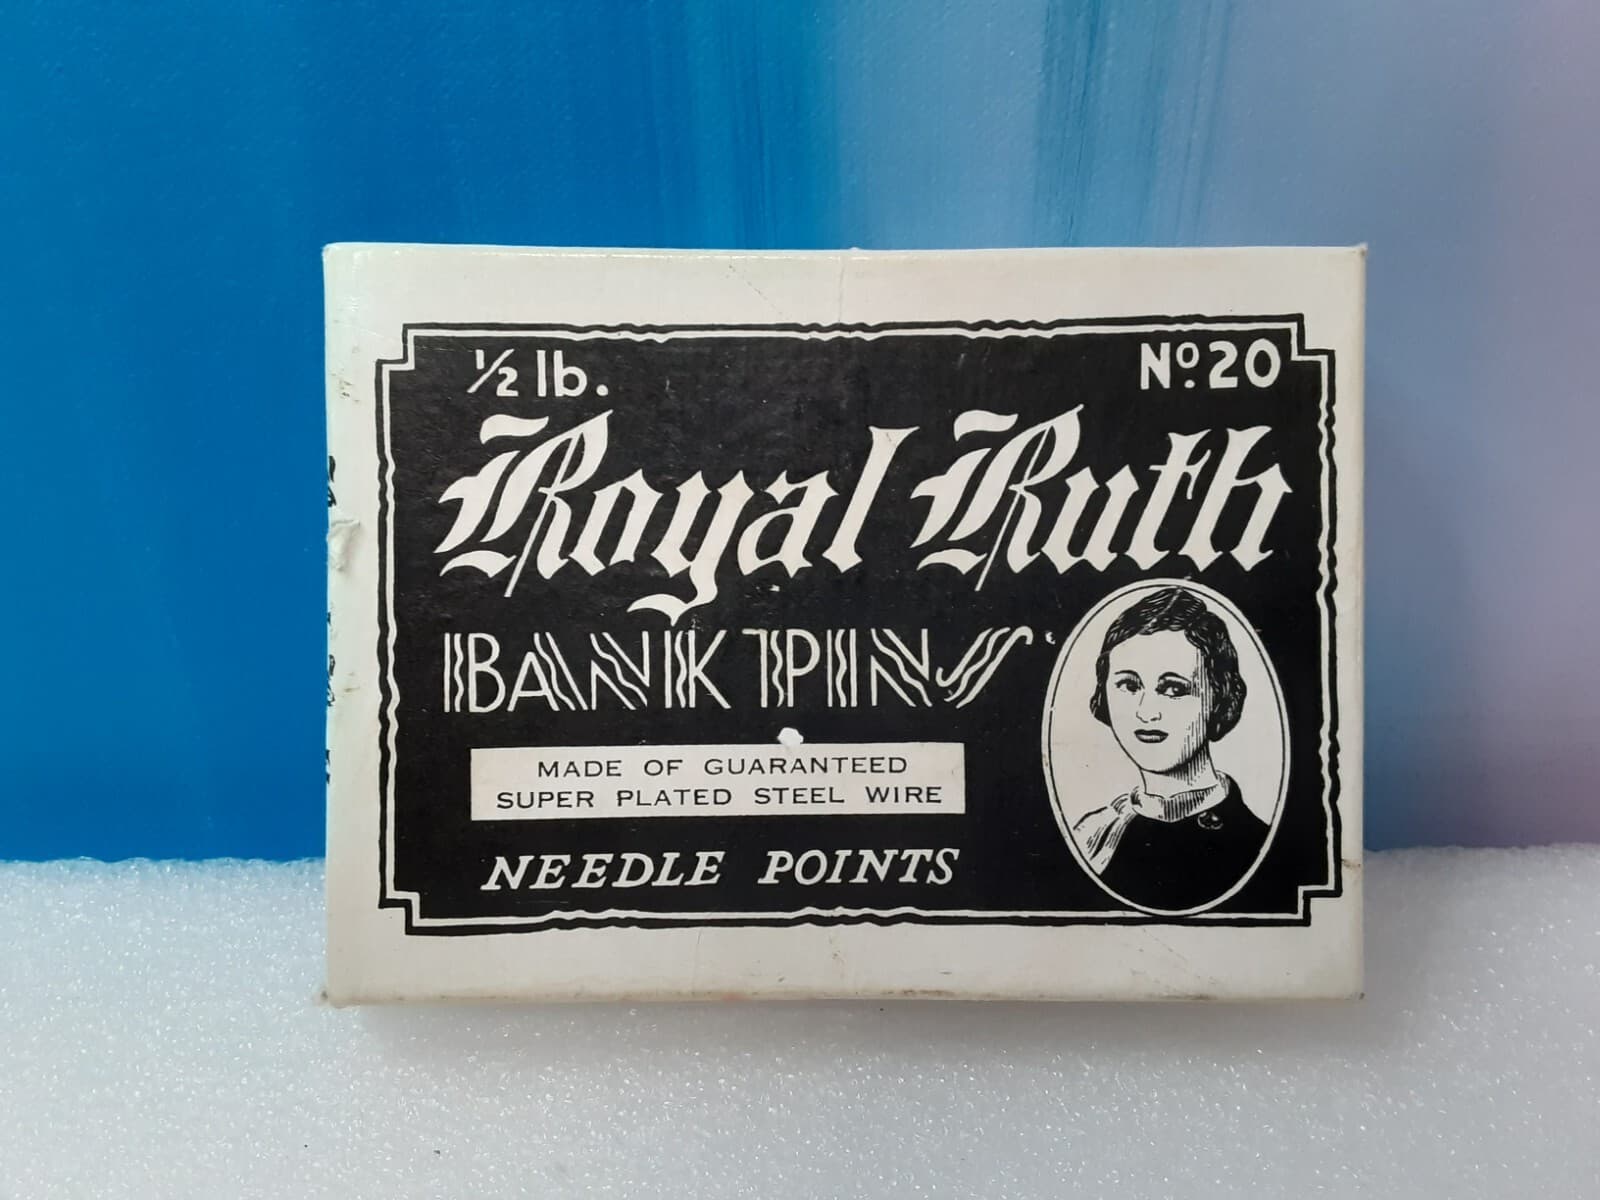 ½ lb. Nº. 20
Royal Ruth
BANK PINS
MADE OF GUARANTEED
SUPER PLATED STEEL WIRE
NEEDLE POINTS